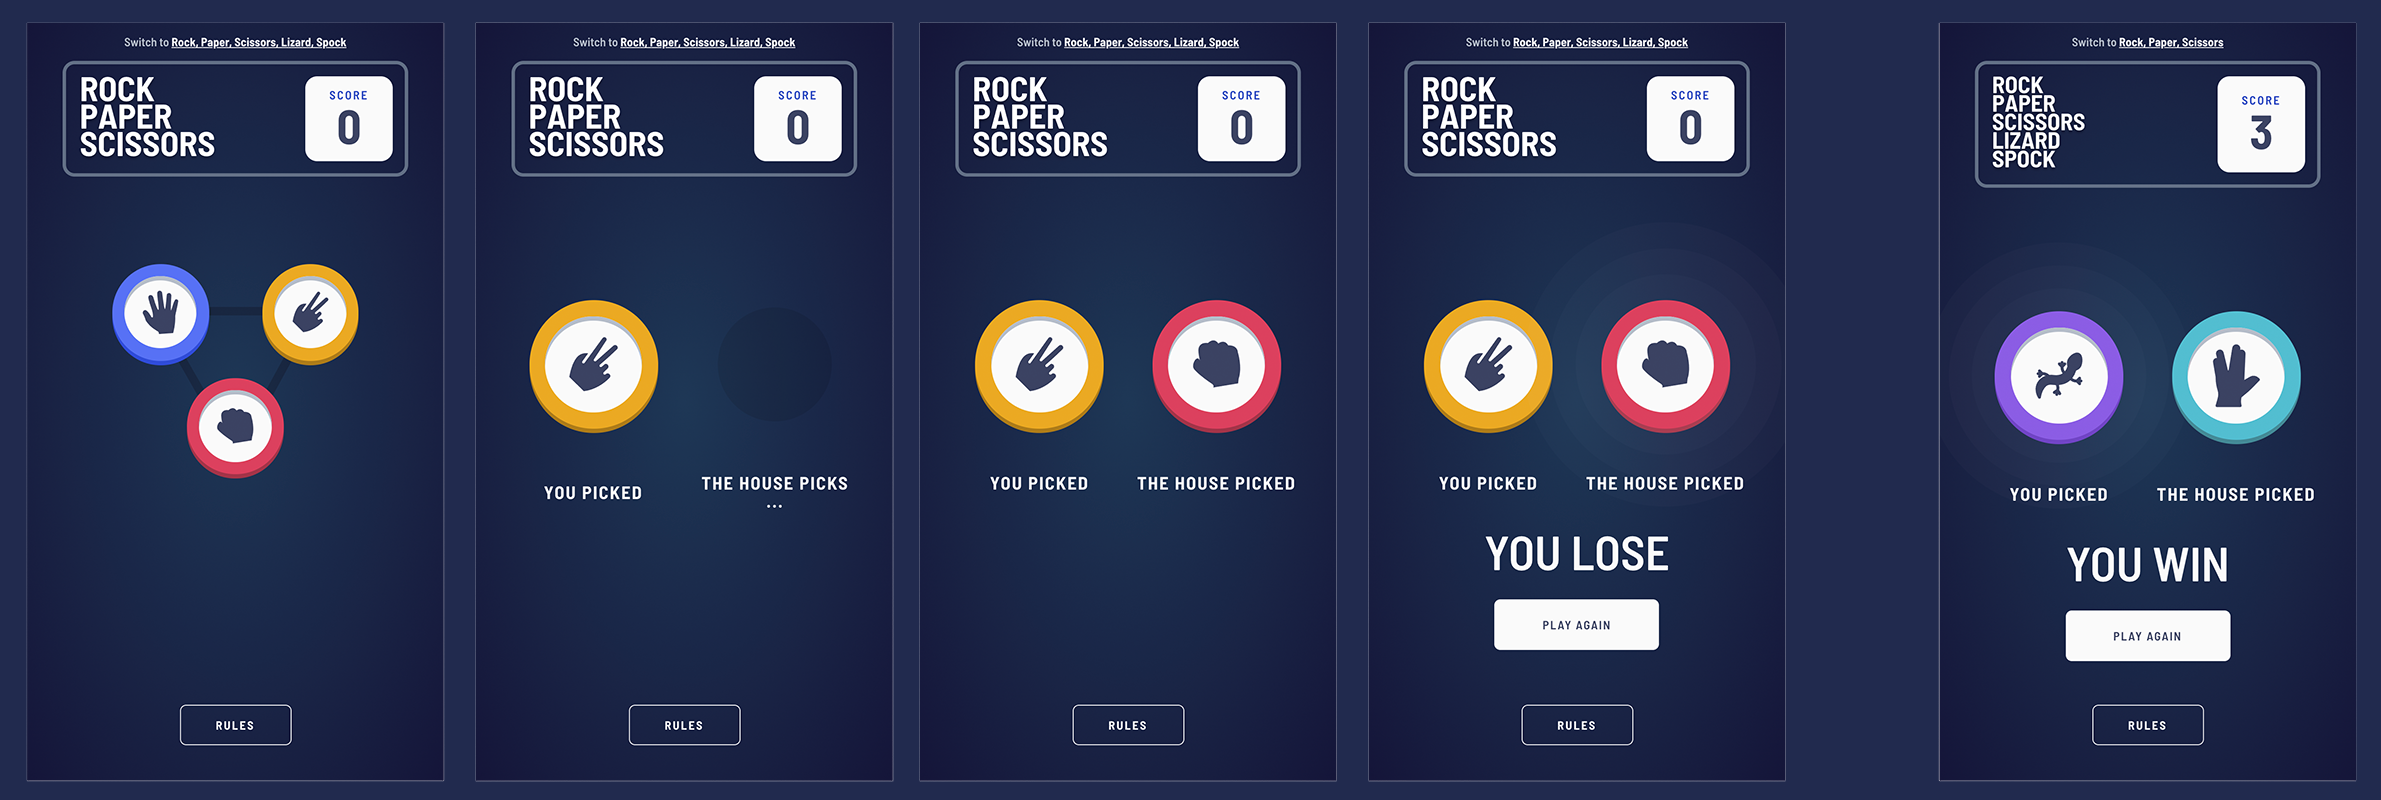 Switch to Rock, Paper, Scissors, Lizard, Spock
ROCK
PAPER
SCISSORS
SCORE
0
RULES
Switch to Rock, Paper, Scissors, Lizard, Spock
ROCK
PAPER
SCISSORS
SCORE
0
YOU PICKED
THE HOUSE PICKS
...
RULES
Switch to Rock, Paper, Scissors, Lizard, Spock
ROCK
PAPER
SCISSORS
SCORE
0
YOU PICKED
THE HOUSE PICKED
RULES
Switch to Rock, Paper, Scissors, Lizard, Spock
ROCK
PAPER
SCISSORS
SCORE
0
YOU PICKED
THE HOUSE PICKED
YOU LOSE
PLAY AGAIN
RULES
Switch to Rock, Paper, Scissors
ROCK
PAPER
SCISSORS
LIZARD
SPOCK
SCORE
3
YOU PICKED
THE HOUSE PICKED
YOU WIN
PLAY AGAIN
RULES